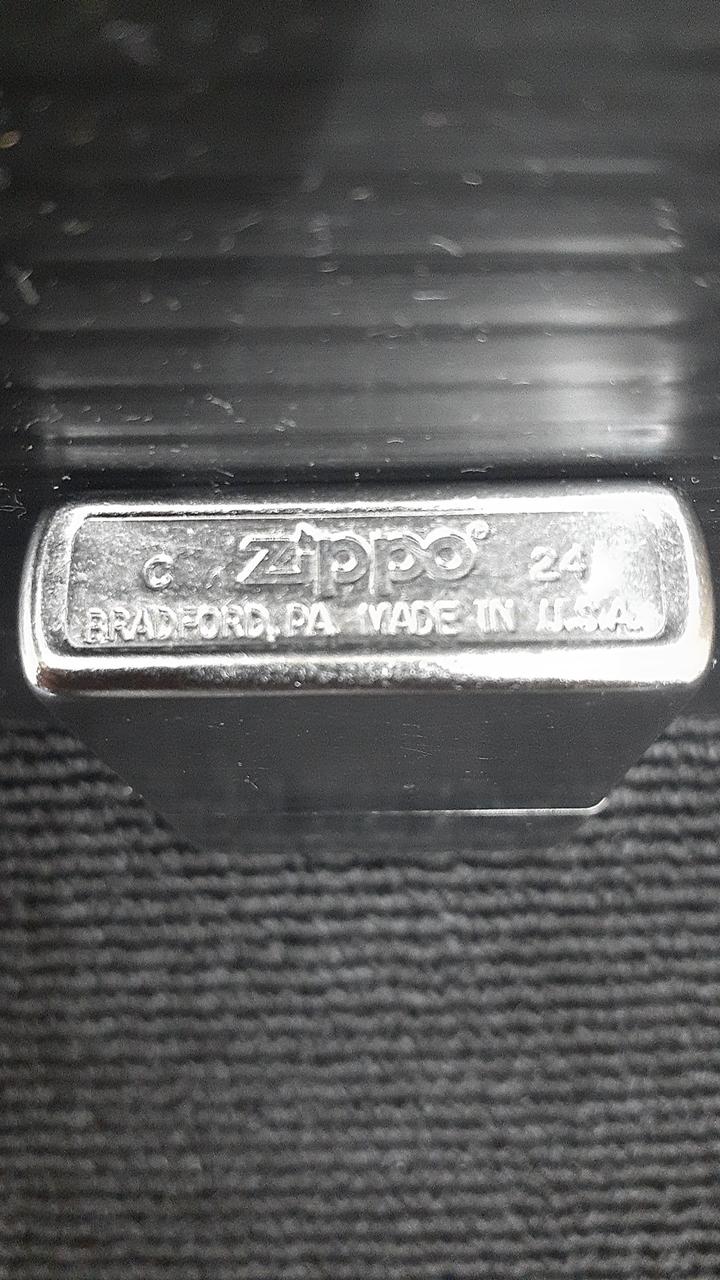 C Zippo® 24
BRADFORD, PA MADE IN U.S.A.